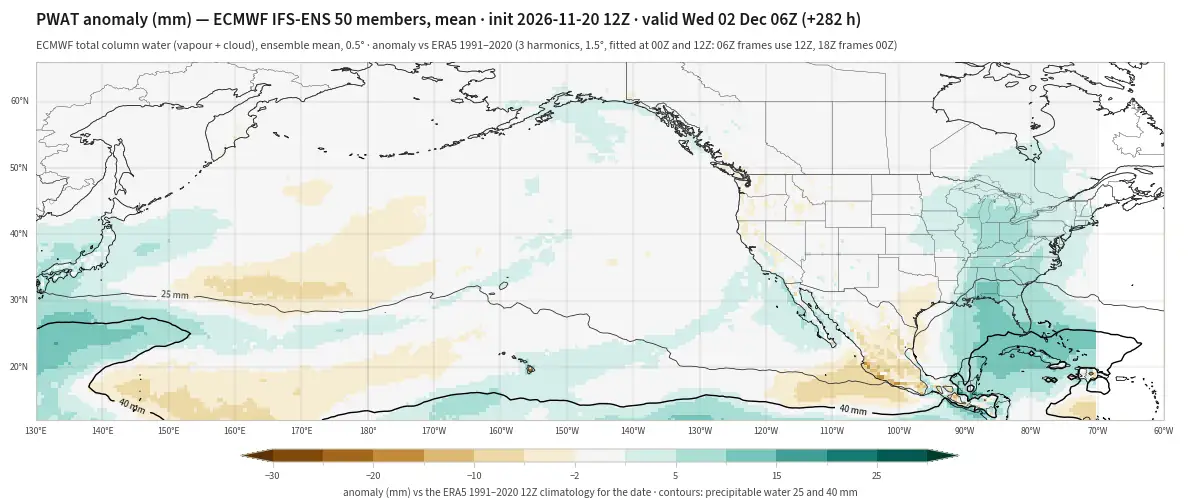 PWAT anomaly (mm) — ECMWF IFS-ENS 50 members, mean · init 2026-11-20 12Z · valid Wed 02 Dec 06Z (+282 h)
ECMWF total column water (vapour + cloud), ensemble mean, 0.5° · anomaly vs ERA5 1991–2020 (3 harmonics, 1.5°, fitted at 00Z and 12Z: 06Z frames use 12Z, 18Z frames 00Z)
60°N
50°N
40°N
30°N
20°N
25 mm
40 mm
40 mm
130°E 140°E 150°E 160°E 170°E 180° 170°W 160°W 150°W 140°W 130°W 120°W 110°W 100°W 90°W 80°W 70°W 60°W
−30 −20 −10 −2 5 15 25
anomaly (mm) vs the ERA5 1991–2020 12Z climatology for the date · contours: precipitable water 25 and 40 mm